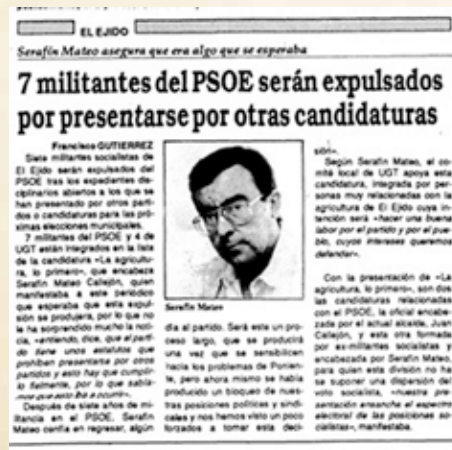 EL EJIDO
Serafín Mateo asegura que era algo que se esperaba
7 militantes del PSOE serán expulsados
por presentarse por otras candidaturas
Francisco GUTIERREZ
Siete militantes socialistas de
El Ejido serán expulsados del
PSOE tras los expedientes dis-
ciplinarios abiertos a los que se
han presentado por otros parti-
dos o candidaturas para las pró-
ximas elecciones municipales.
7 militantes del PSOE y 4 de
UGT están integrados en la lista
de la candidatura «La agricultu-
ra, lo primero», que encabeza
Serafín Mateo Callejón, quien
manifestaba a este periódico
que esperaba que esta expul-
sión se produjera, por lo que no
le ha sorprendido mucho la noti-
cia, «entiendo, dice, que el parti-
do tiene unos estatutos que
prohiben presentarse por otros
partidos y esto hay que cumplir-
lo fielmente, por lo que sabía-
mos que esto iba a ocurrir».
Después de siete años de mi-
litancia en el PSOE, Serafín
Mateo confía en regresar, algún
Serafín Mateo
día al partido. Será este un pro-
ceso largo, que se producirá
una vez que se sensibilicen
hacia los problemas de Ponien-
te, pero ahora mismo se había
producido un bloqueo de nues-
tras posiciones políticas y sindi-
cales y nos hemos visto un poco
forzados a tomar esta deci-
sión».
Según Serafín Mateo, el co-
mité local de UGT apoya esta
candidatura, integrada por per-
sonas muy relacionadas con la
agricultura de El Ejido cuya in-
tención será «hacer una buena
labor por el partido y por el pue-
blo, cuyos intereses queremos
defender».
Con la presentación de «La
agricultura, lo primero», son dos
las candidaturas relacionadas
con el PSOE, la oficial encabe-
zada por el actual alcalde, Juan
Callejón, y esta otra formada
por ex-militantes socialistas y
encabezada por Serafín Mateo,
para quien esta división no ha
de suponer una dispersión del
voto socialista, «nuestra pre-
sentación ensancha el espectro
electoral de las posiciones so-
cialistas», manifestaba.